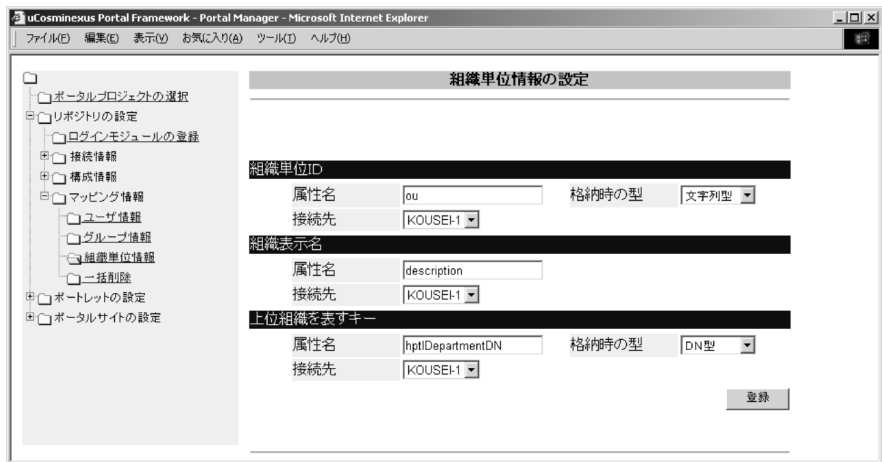 uCosminexus Portal Framework - Portal Manager - Microsoft Internet Explorer
ファイル(F) 編集(E) 表示(V) お気に入り(A) ツール(T) ヘルプ(H)
組織単位情報の設定
ポータルプロジェクトの選択
リポジトリの設定
ログインモジュールの登録
接続情報
構成情報
マッピング情報
ユーザ情報
グループ情報
組織単位情報
一括削除
ポートレットの設定
ポータルサイトの設定
組織単位ID
属性名 ou 格納時の型 文字列型
接続先 KOUSEI-1
組織表示名
属性名 description
接続先 KOUSEI-1
上位組織を表すキー
属性名 hptlDepartmentDN 格納時の型 DN型
接続先 KOUSEI-1
登録